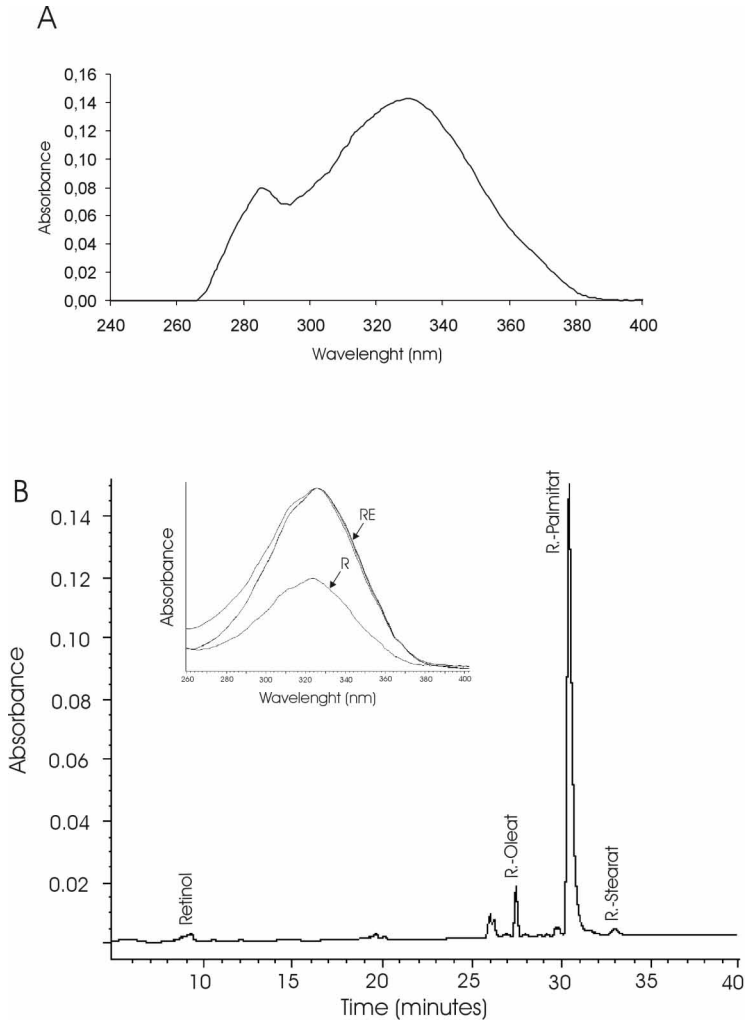 A
0,16
0,14
0,12
0,10
0,08
0,06
0,04
0,02
0,00
Absorbance
240 260 280 300 320 340 360 380 400
Wavelenght (nm)
B
0.14
0.12
0.10
0.08
0.06
0.04
0.02
Absorbance
Absorbance
RE
R
260 280 300 320 340 360 380 400
Wavelenght (nm)
Retinol
R.-Oleat
R.-Palmitat
R.-Stearat
10 15 20 25 30 35 40
Time (minutes)